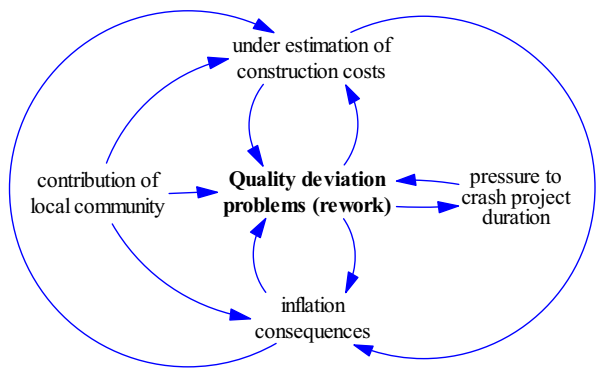 under estimation of
construction costs
contribution of
local community
Quality deviation
problems (rework)
pressure to
crash project
duration
inflation
consequences